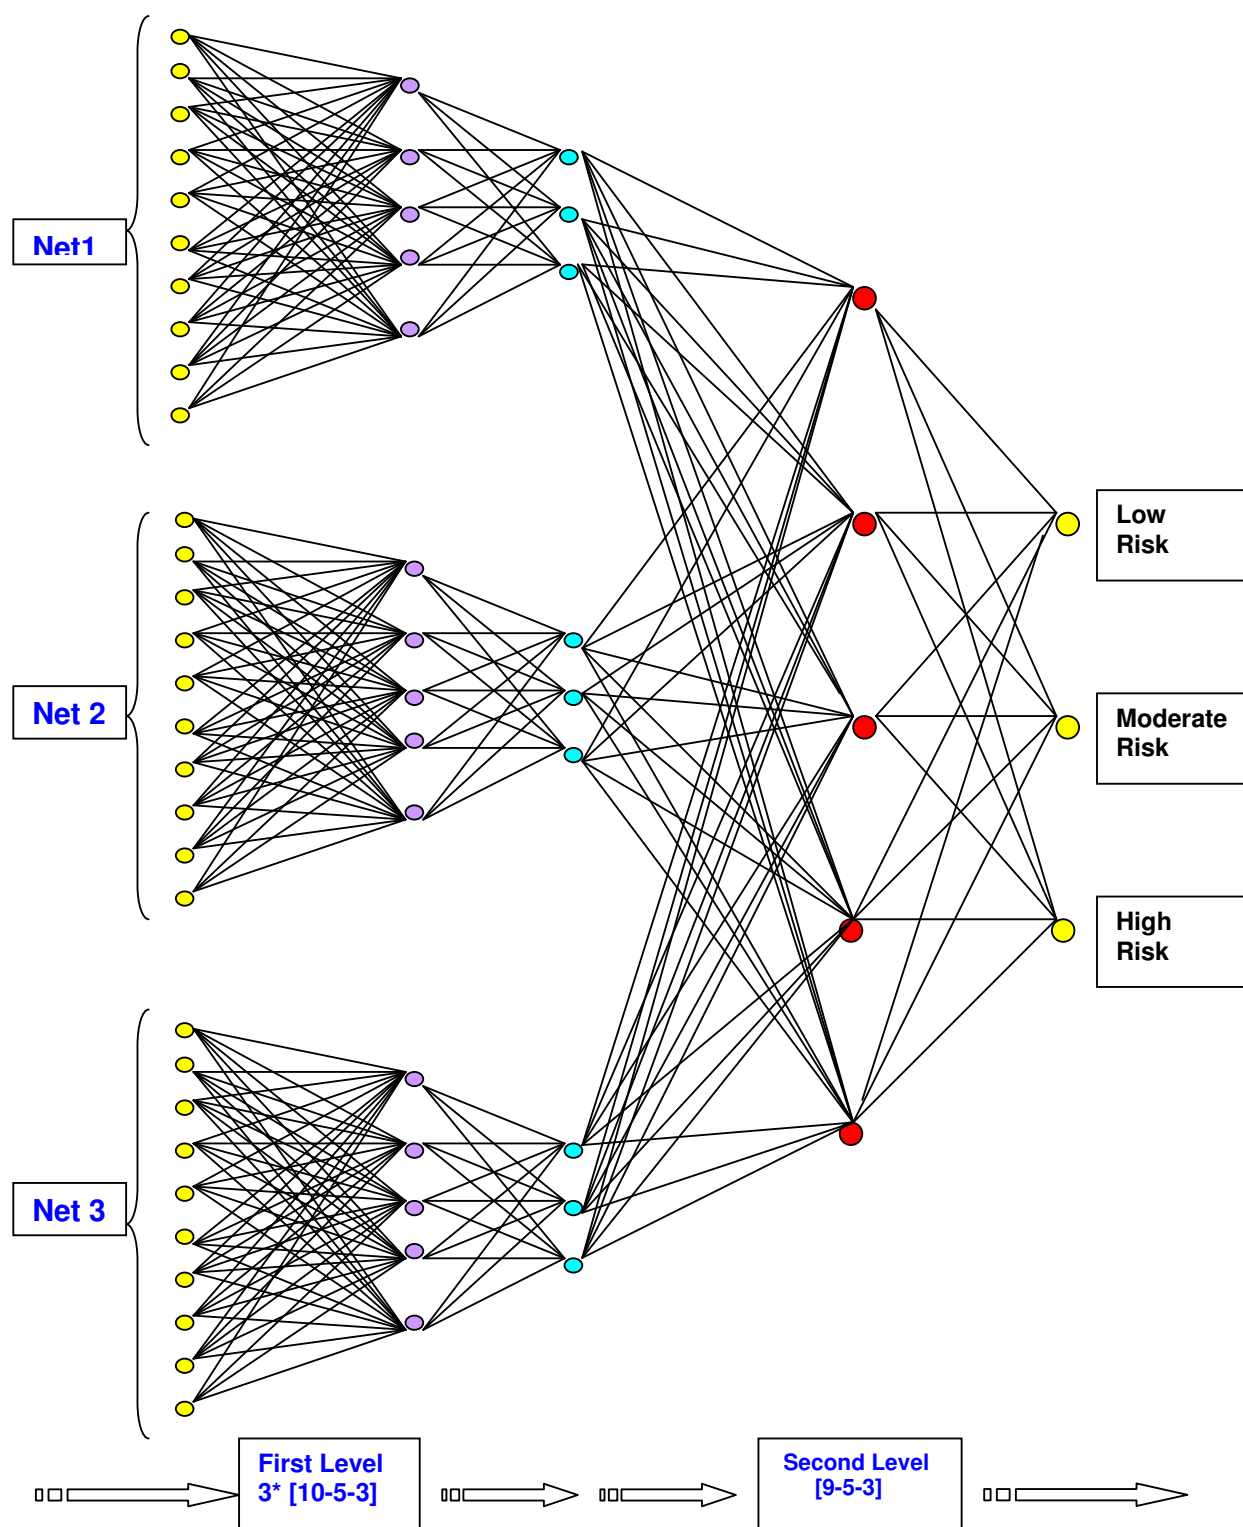 Net1
Low
Risk
Net 2
Moderate
Risk
High
Risk
Net 3
First Level
3* [10-5-3]
Second Level
[9-5-3]